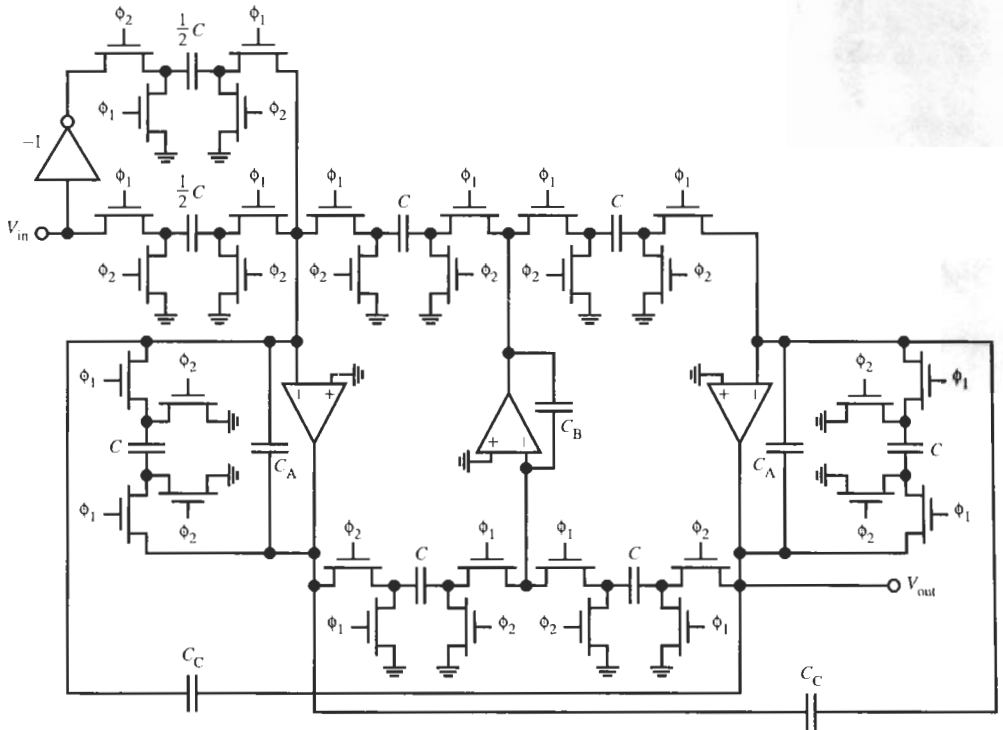 ϕ2 ½C ϕ1
ϕ1 ϕ2
−1
ϕ1 ½C ϕ1 ϕ1 C ϕ1 ϕ1 C ϕ1
Vin
ϕ2 ϕ2 ϕ2 ϕ2 ϕ2 ϕ2
ϕ1 ϕ2 − + + − ϕ2 ϕ1
C CA CB CA C
+ −
ϕ1 ϕ2 ϕ2 ϕ1
ϕ2 C ϕ1 ϕ1 C ϕ2
Vout
ϕ1 ϕ2 ϕ2 ϕ1
CC CC